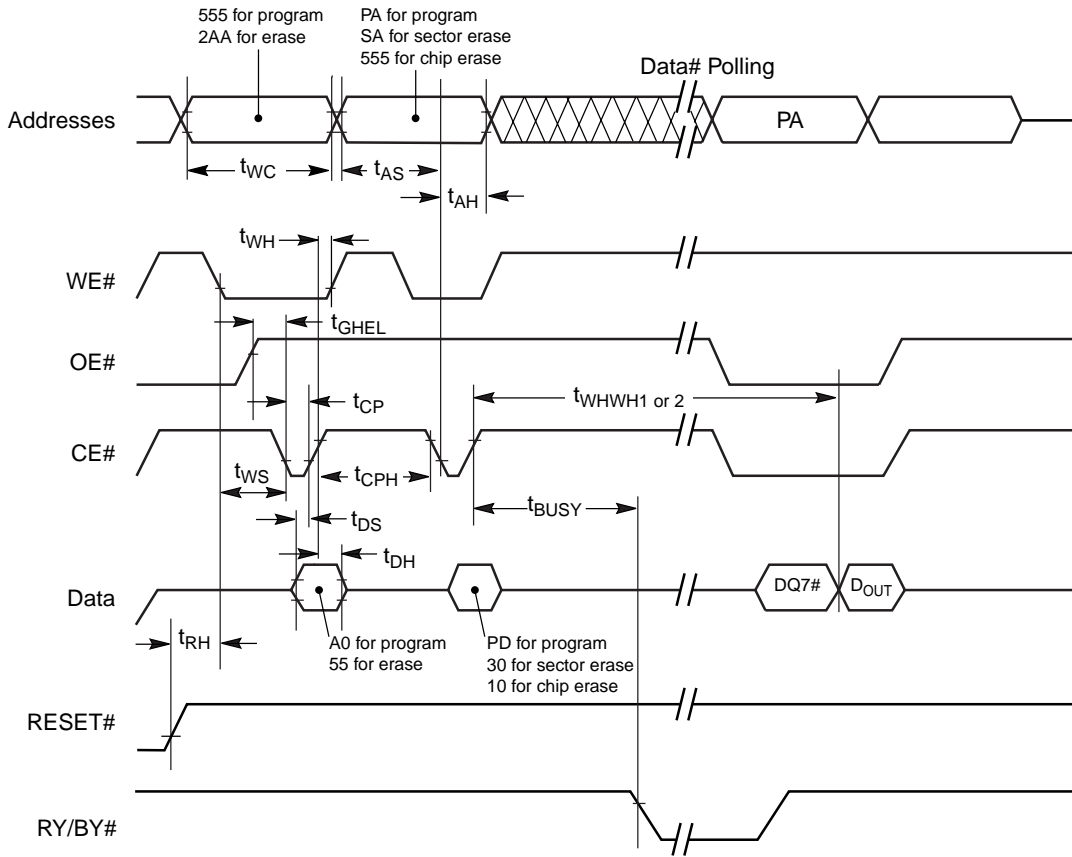 555 for program
2AA for erase
PA for program
SA for sector erase
555 for chip erase
Data# Polling
Addresses
PA
tWC
tAS
tAH
tWH
WE#
tGHEL
OE#
tCP
tWHWH1 or 2
CE#
tWS
tCPH
tBUSY
tDS
tDH
Data
DQ7#
DOUT
tRH
A0 for program
55 for erase
PD for program
30 for sector erase
10 for chip erase
RESET#
RY/BY#